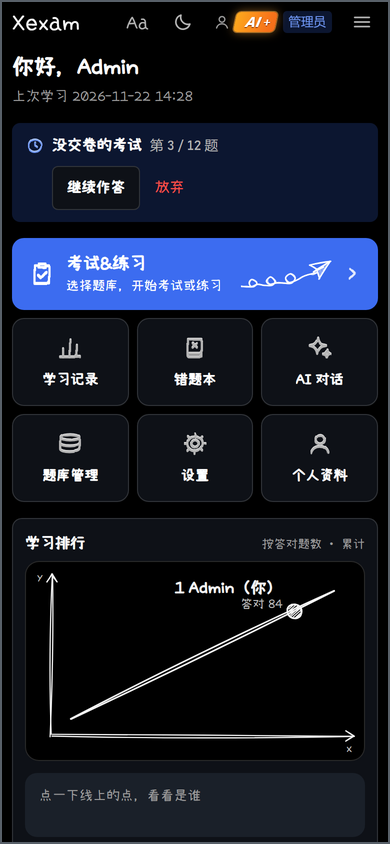 Xexam Aa AI+ 管理员
你好，Admin
上次学习 2026-11-22 14:28
没交卷的考试 第 3 / 12 题
继续作答 放弃
考试&练习
选择题库，开始考试或练习
学习记录 错题本 AI 对话
题库管理 设置 个人资料
学习排行 按答对题数 · 累计
y
1 Admin（你）
答对 84
x
点一下线上的点，看看是谁